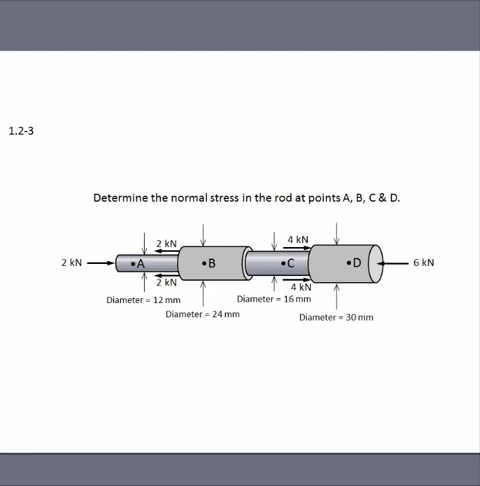 1.2-3
Determine the normal stress in the rod at points A, B, C & D.
2 kN
4 kN
2 kN
•A
•B
•C
•D
6 kN
2 kN
4 kN
Diameter = 12 mm
Diameter = 16 mm
Diameter = 24 mm
Diameter = 30 mm